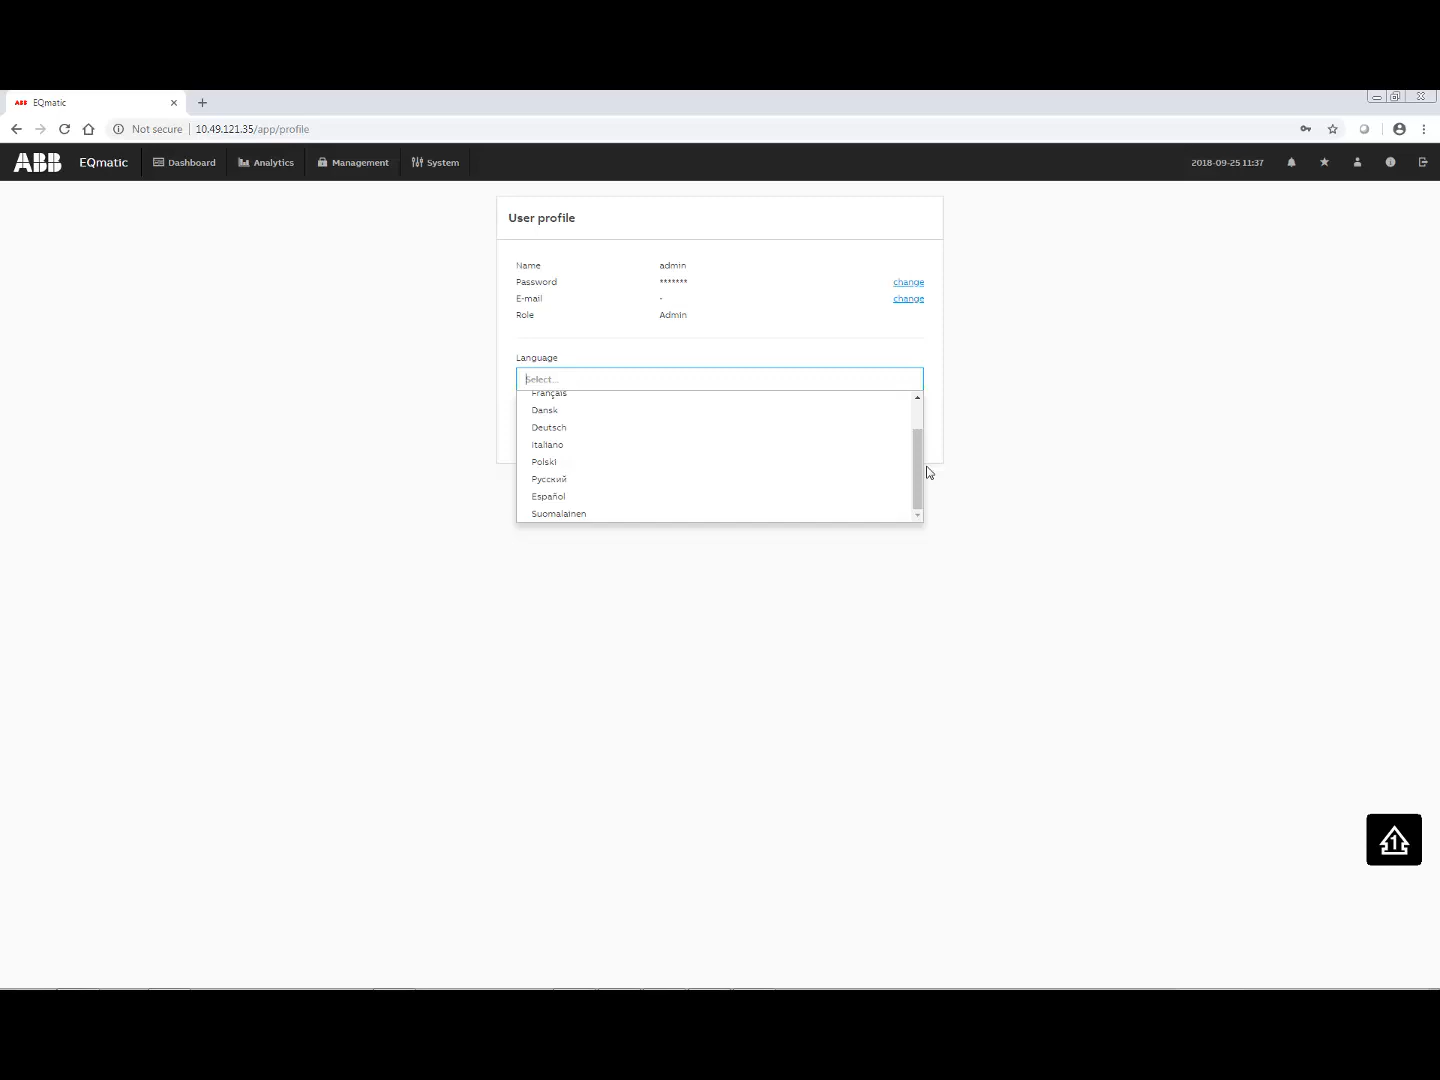 ABB EQmatic
Not secure 10.49.121.35/app/profile
ABB EQmatic Dashboard Analytics Management System 2018-09-25 11:37
User profile
Name admin
Password ******* change
E-mail - change
Role Admin
Language
Select...
Français
Dansk
Deutsch
Italiano
Polski
Русский
Español
Suomalainen
1